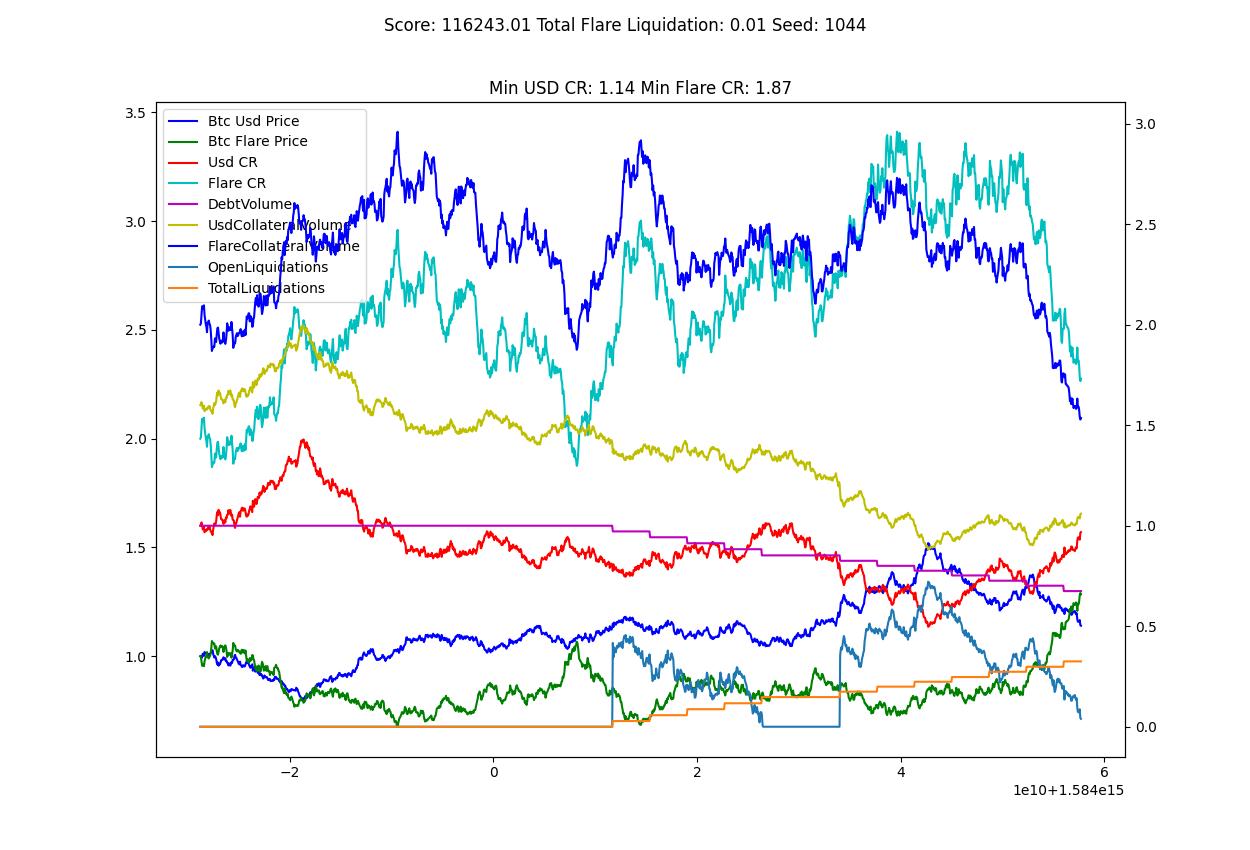 Score: 116243.01 Total Flare Liquidation: 0.01 Seed: 1044
Min USD CR: 1.14 Min Flare CR: 1.87
Btc Usd Price
Btc Flare Price
Usd CR
Flare CR
DebtVolume
UsdCollateralVolume
FlareCollateralVolume
OpenLiquidations
TotalLiquidations
3.5
3.0
2.5
2.0
1.5
1.0
3.0
2.5
2.0
1.5
1.0
0.5
0.0
−2
0
2
4
6
1e10+1.584e15